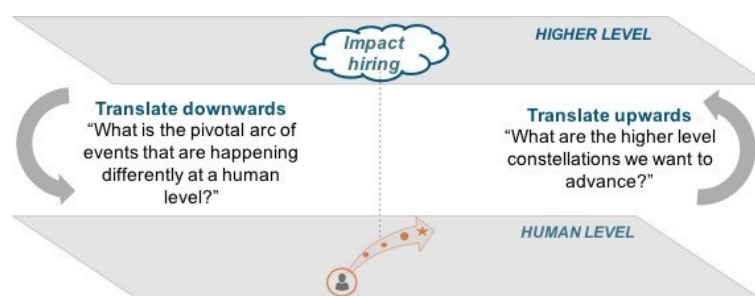 Impact
hiring
HIGHER LEVEL
Translate downwards
“What is the pivotal arc of
events that are happening
differently at a human
level?”
Translate upwards
“What are the higher level
constellations we want to
advance?”
HUMAN LEVEL